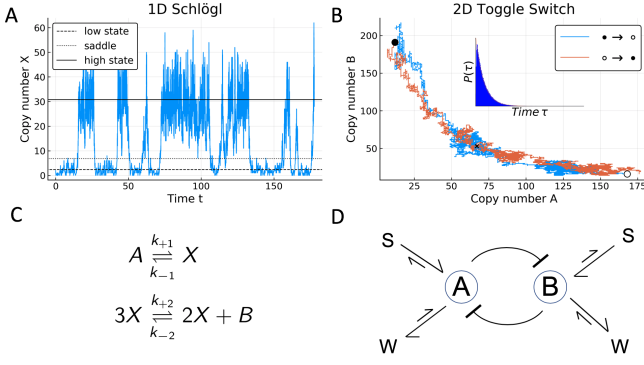 A
1D Schlögl
60
50
40
30
20
10
0
Copy number X
low state
saddle
high state
0
50
100
150
Time t
B
2D Toggle Switch
200
150
100
50
Copy number B
P(τ)
Time τ
● → ○
○ → ●
25
50
75
100
125
150
175
Copy number A
C
A ⇌ X
k+1
k−1
3X ⇌ 2X + B
k+2
k−2
D
S
S
A
B
W
W